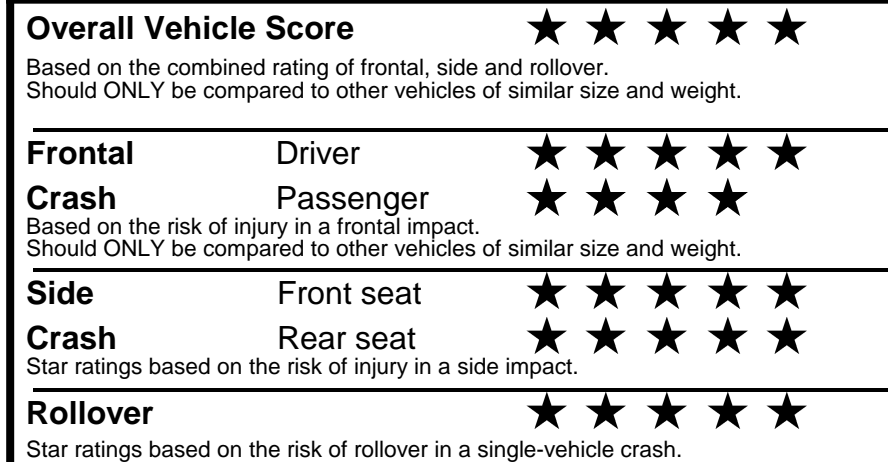 Overall Vehicle Score ★ ★ ★ ★ ★
Based on the combined rating of frontal, side and rollover.
Should ONLY be compared to other vehicles of similar size and weight.
Frontal Driver ★ ★ ★ ★ ★
Crash Passenger ★ ★ ★ ★
Based on the risk of injury in a frontal impact.
Should ONLY be compared to other vehicles of similar size and weight.
Side Front seat ★ ★ ★ ★ ★
Crash Rear seat ★ ★ ★ ★ ★
Star ratings based on the risk of injury in a side impact.
Rollover ★ ★ ★ ★ ★
Star ratings based on the risk of rollover in a single-vehicle crash.